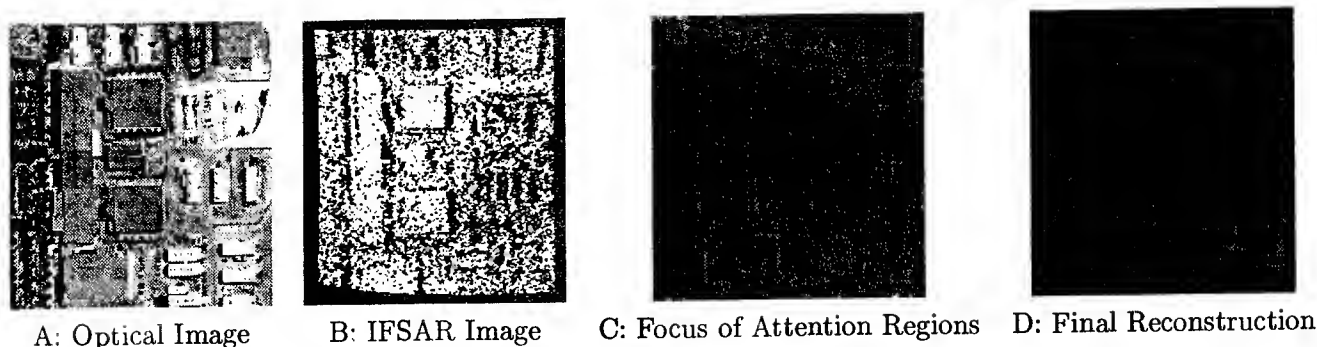 A: Optical Image
B: IFSAR Image
C: Focus of Attention Regions
D: Final Reconstruction